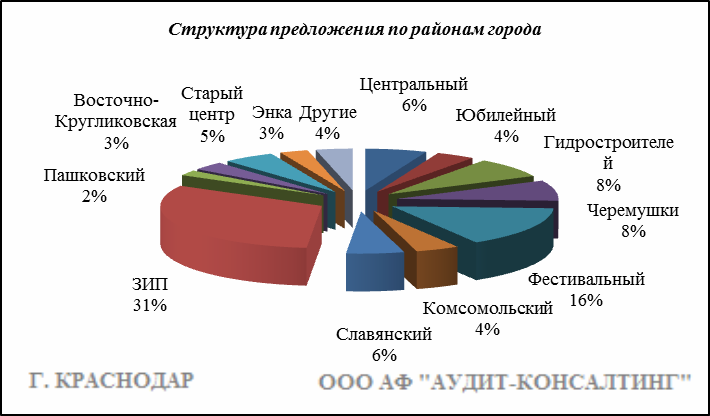 Структура предложения по районам города
Центральный
6%
Юбилейный
4%
Гидростроителе
й
8%
Черемушки
8%
Фестивальный
16%
Комсомольский
4%
Славянский
6%
ЗИП
31%
Пашковский
2%
Восточно-
Кругликовская
3%
Старый
центр
5%
Энка
3%
Другие
4%
Г. КРАСНОДАР
ООО АФ "АУДИТ-КОНСАЛТИНГ"